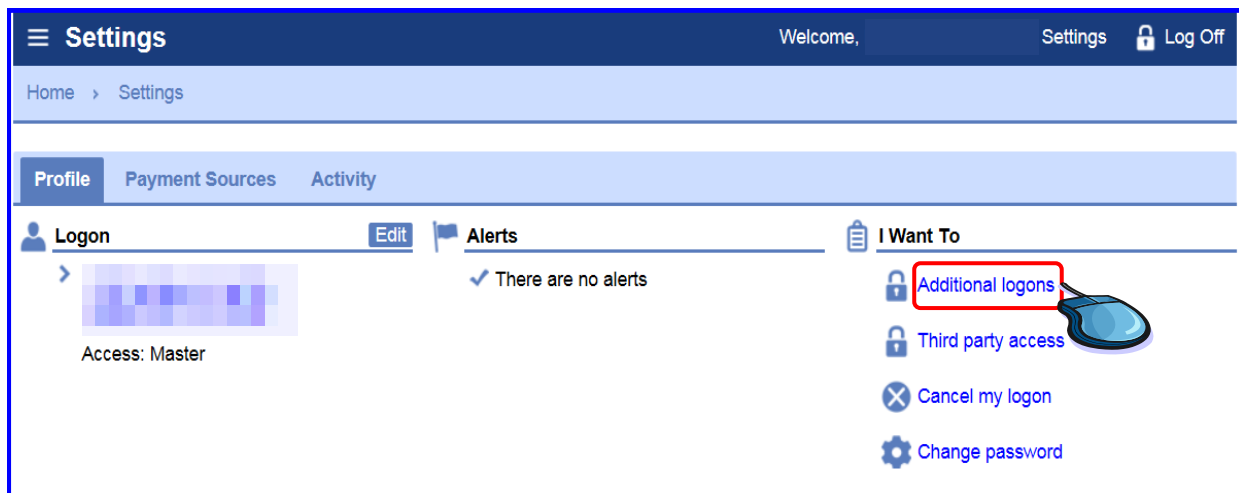 Settings Welcome, Settings Log Off
Home › Settings
Profile Payment Sources Activity
Logon Edit Alerts I Want To
There are no alerts Additional logons
Third party access
Access: Master
Cancel my logon
Change password